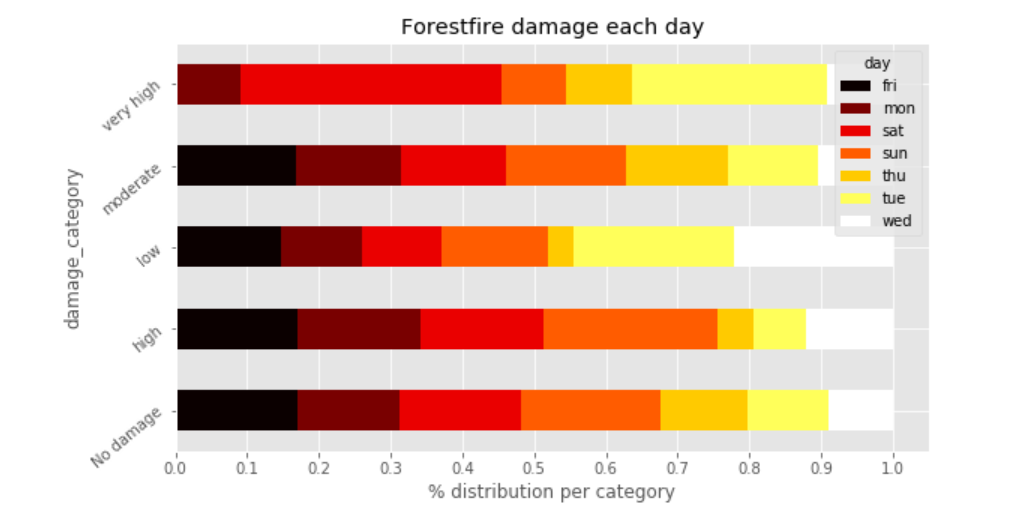 Forestfire damage each day
day
fri
mon
sat
sun
thu
tue
wed
damage_category
very high
moderate
low
high
No damage
0.0 0.1 0.2 0.3 0.4 0.5 0.6 0.7 0.8 0.9 1.0
% distribution per category